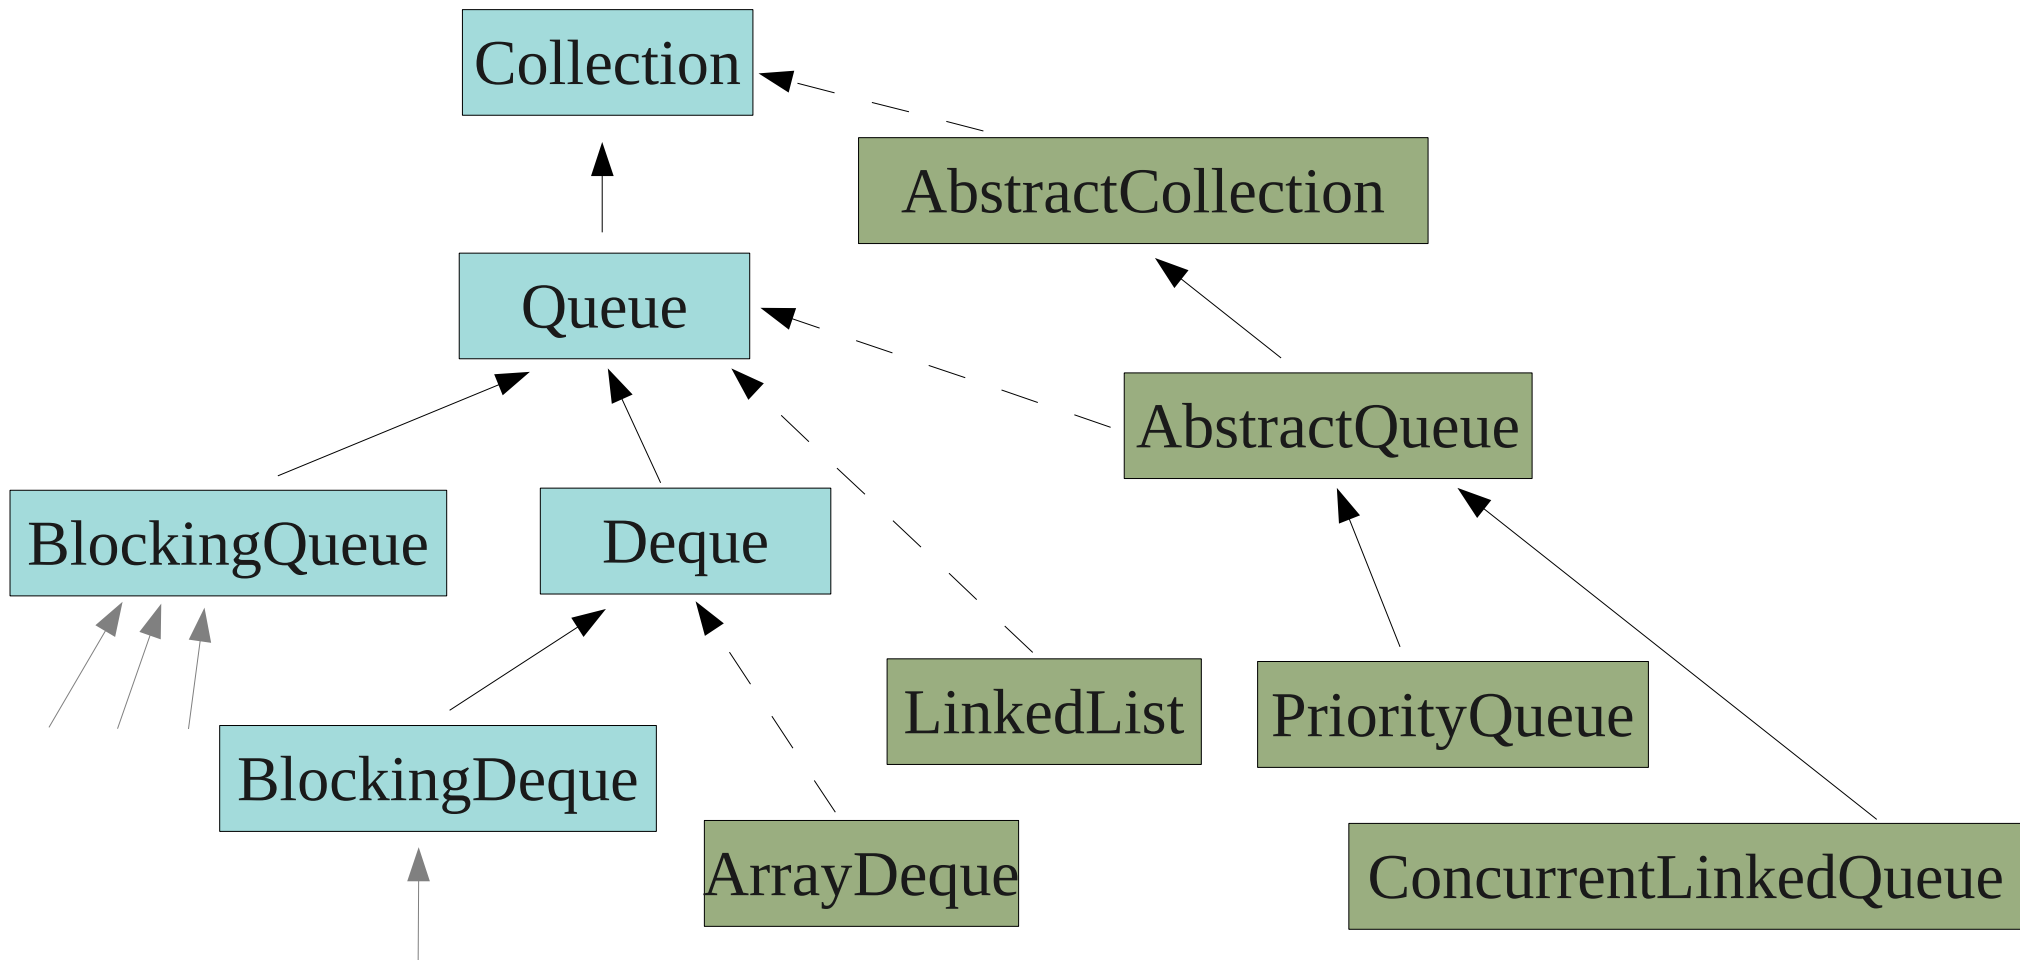 Collection
AbstractCollection
Queue
AbstractQueue
BlockingQueue
Deque
LinkedList
PriorityQueue
BlockingDeque
ArrayDeque
ConcurrentLinkedQueue